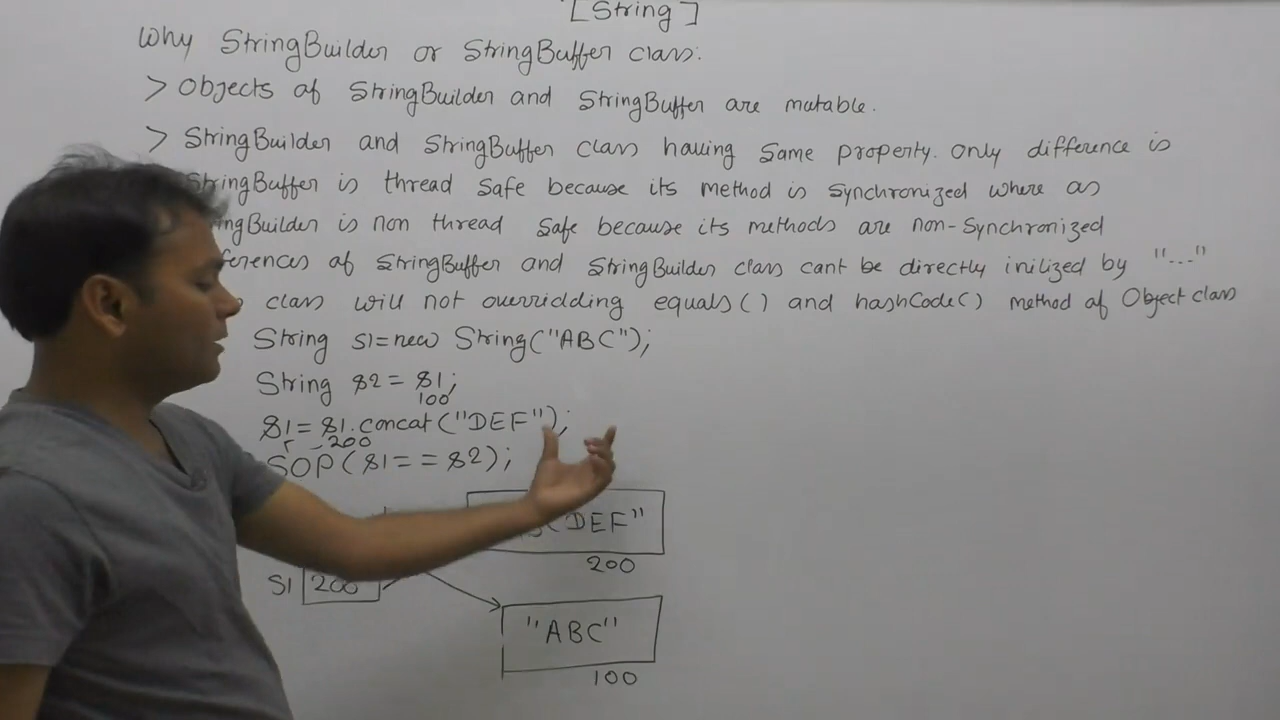 [String]
Why StringBuilder or StringBuffer class.
> Objects of StringBuilder and StringBuffer are mutable.
> StringBuilder and StringBuffer class having same property. only difference is
StringBuffer is thread safe because its method is synchronized where as
ingBuilder is non thread safe because its methods are non-Synchronized
ferences of StringBuffer and StringBuilder class cant be directly inilized by "..."
class will not overridding equals() and hashCode() method of Object class
String s1=new String("ABC");
String s2 = s1;
100
s1= s1.concat("DEF");
200
SOP(s1==s2);
DEF"
200
S1 200
"ABC"
100